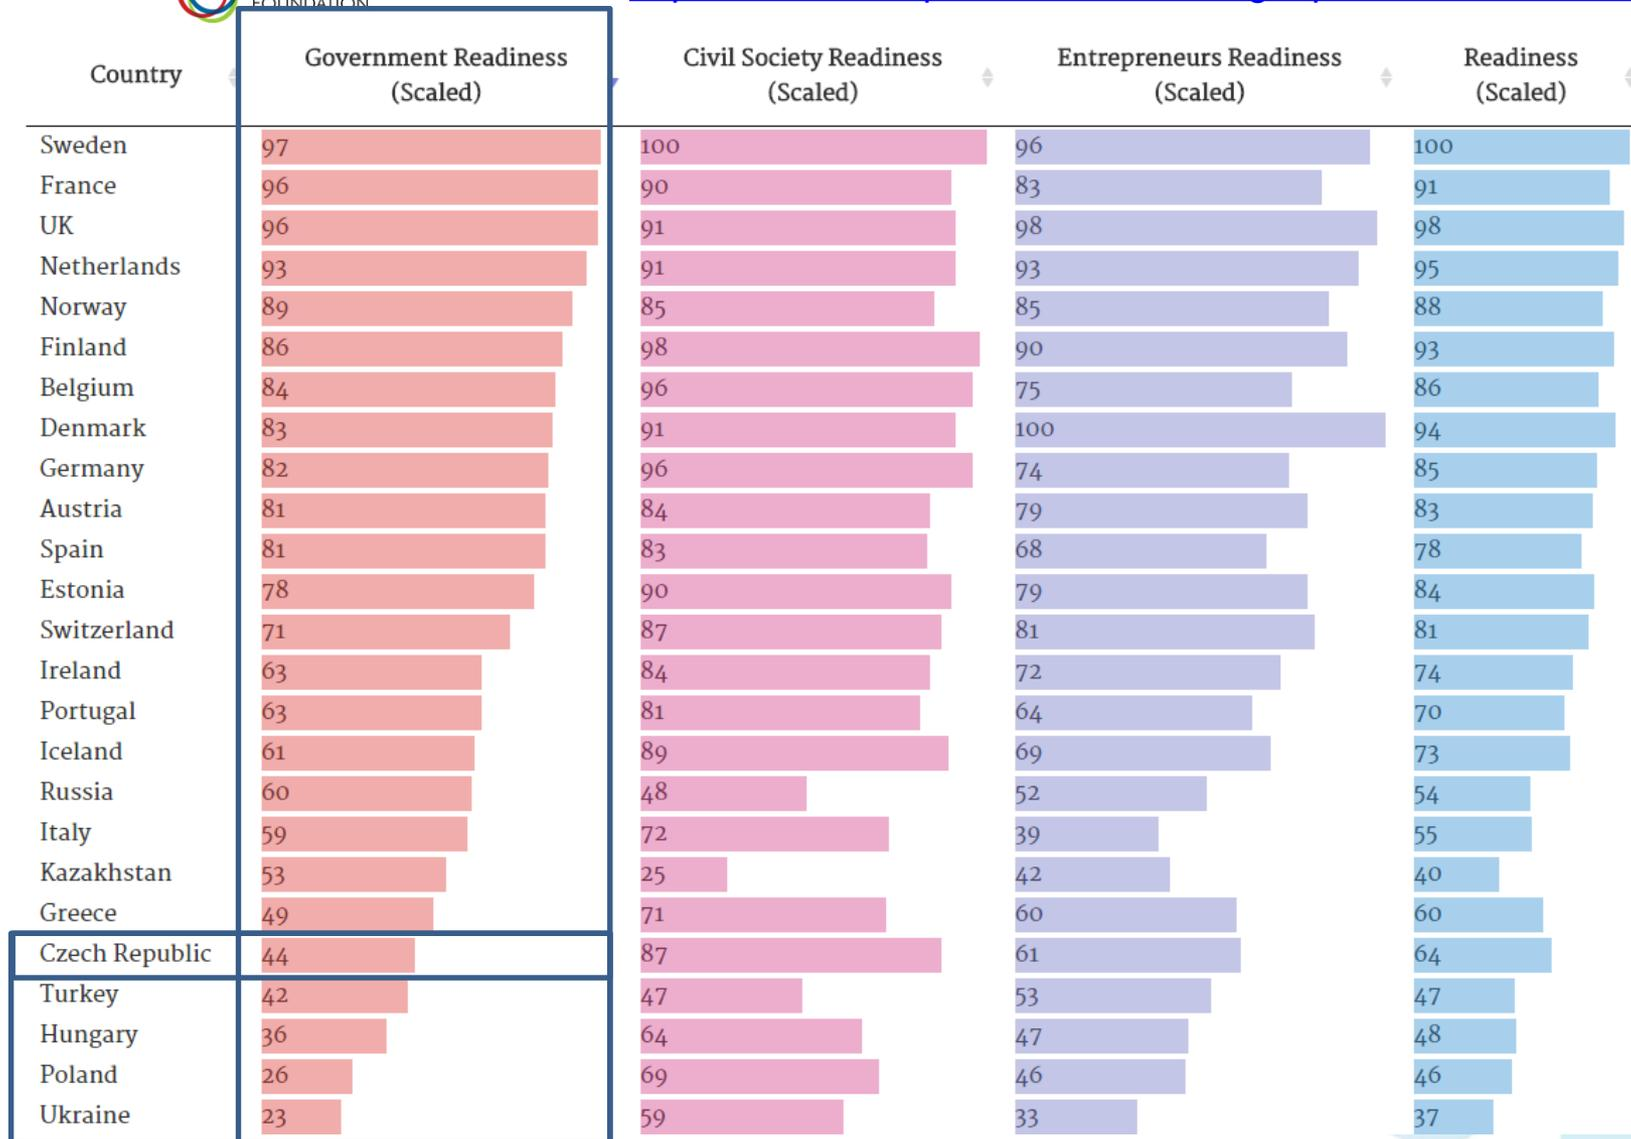 FOUNDATION
Country Government Readiness (Scaled) Civil Society Readiness (Scaled) Entrepreneurs Readiness (Scaled) Readiness (Scaled)
Sweden 97 100 96 100
France 96 90 83 91
UK 96 91 98 98
Netherlands 93 91 93 95
Norway 89 85 85 88
Finland 86 98 90 93
Belgium 84 96 75 86
Denmark 83 91 100 94
Germany 82 96 74 85
Austria 81 84 79 83
Spain 81 83 68 78
Estonia 78 90 79 84
Switzerland 71 87 81 81
Ireland 63 84 72 74
Portugal 63 81 64 70
Iceland 61 89 69 73
Russia 60 48 52 54
Italy 59 72 39 55
Kazakhstan 53 25 42 40
Greece 49 71 60 60
Czech Republic 44 87 61 64
Turkey 42 47 53 47
Hungary 36 64 47 48
Poland 26 69 46 46
Ukraine 23 59 33 37